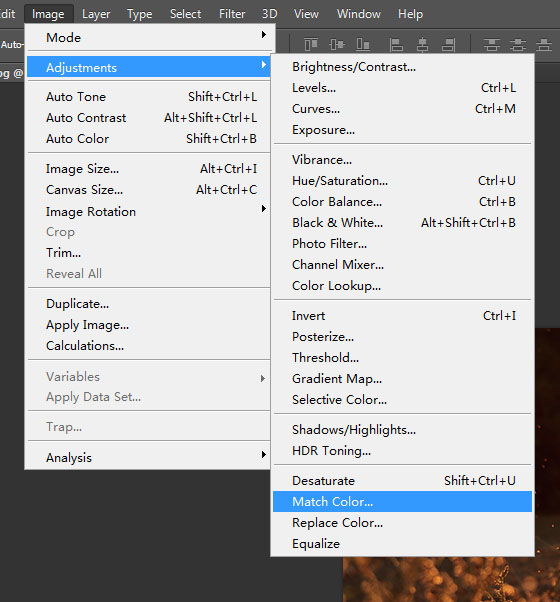 dit Image Layer Type Select Filter 3D View Window Help
Auto-
pg @
Mode
Adjustments
Auto Tone Shift+Ctrl+L
Auto Contrast Alt+Shift+Ctrl+L
Auto Color Shift+Ctrl+B
Image Size... Alt+Ctrl+I
Canvas Size... Alt+Ctrl+C
Image Rotation
Crop
Trim...
Reveal All
Duplicate...
Apply Image...
Calculations...
Variables
Apply Data Set...
Trap...
Analysis
Brightness/Contrast...
Levels... Ctrl+L
Curves... Ctrl+M
Exposure...
Vibrance...
Hue/Saturation... Ctrl+U
Color Balance... Ctrl+B
Black & White... Alt+Shift+Ctrl+B
Photo Filter...
Channel Mixer...
Color Lookup...
Invert Ctrl+I
Posterize...
Threshold...
Gradient Map...
Selective Color...
Shadows/Highlights...
HDR Toning...
Desaturate Shift+Ctrl+U
Match Color...
Replace Color...
Equalize